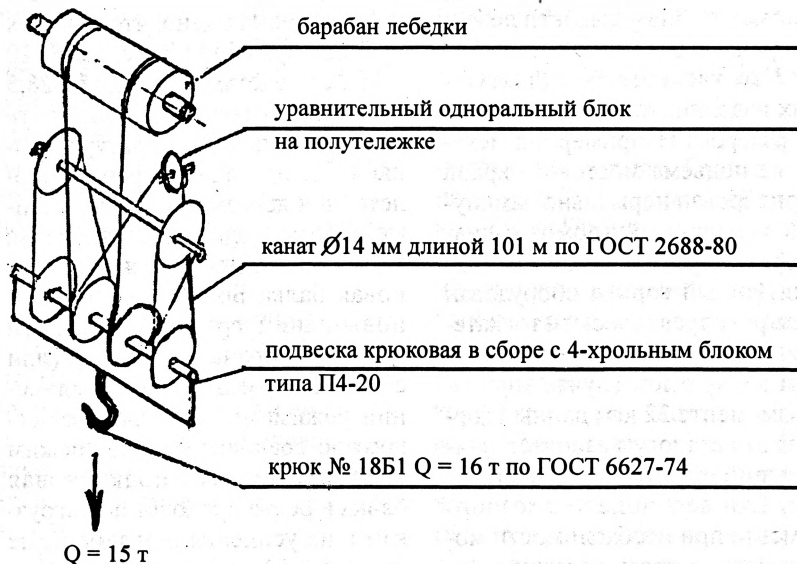 барабан лебедки
уравнительный одноральный блок
на полутележке
канат Ø14 мм длиной 101 м по ГОСТ 2688-80
подвеска крюковая в сборе с 4-хрольным блоком
типа П4-20
крюк № 18Б1 Q = 16 т по ГОСТ 6627-74
Q = 15 т